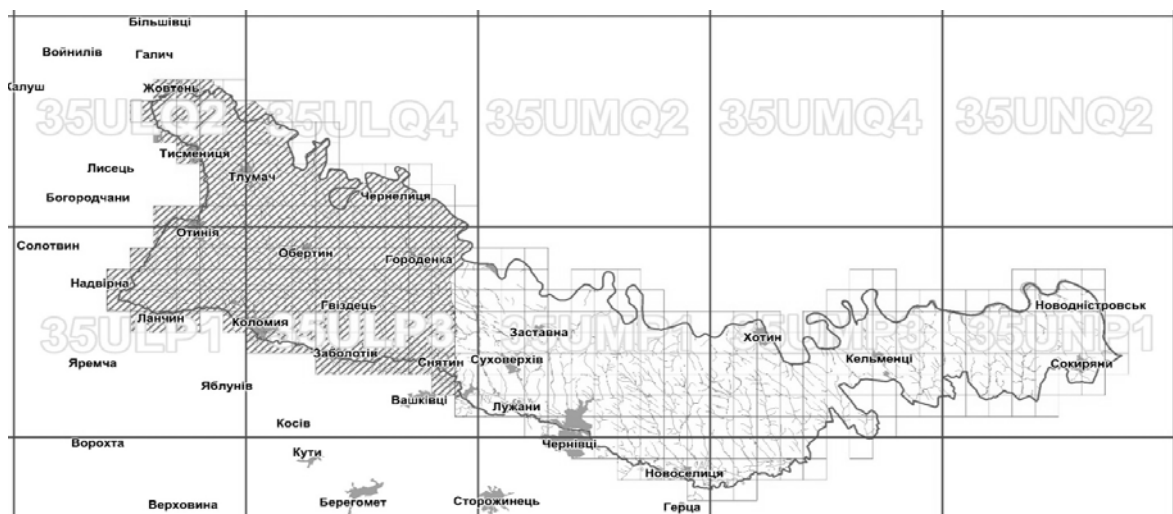 Більшівці
Войнилів
Галич
Калуш
Жовтень
35ULQ2
35ULQ4
35UMQ2
35UMQ4
35UNQ2
Тисмениця
Лисець
Тлумач
Богородчани
Чернелиця
Отинія
Солотвин
Обертин
Городенка
Надвірна
Гвіздець
Новодністровськ
Ланчин
Коломия
35ULP1
35ULP3
35UMP1
35UMP3
35UNP1
Заставна
Хотин
Заболотів
Снятин
Суховерхів
Кельменці
Сокиряни
Яремча
Яблунів
Вашківці
Лужани
Косів
Ворохта
Чернівці
Кути
Новоселиця
Верховина
Берегомет
Сторожинець
Герца